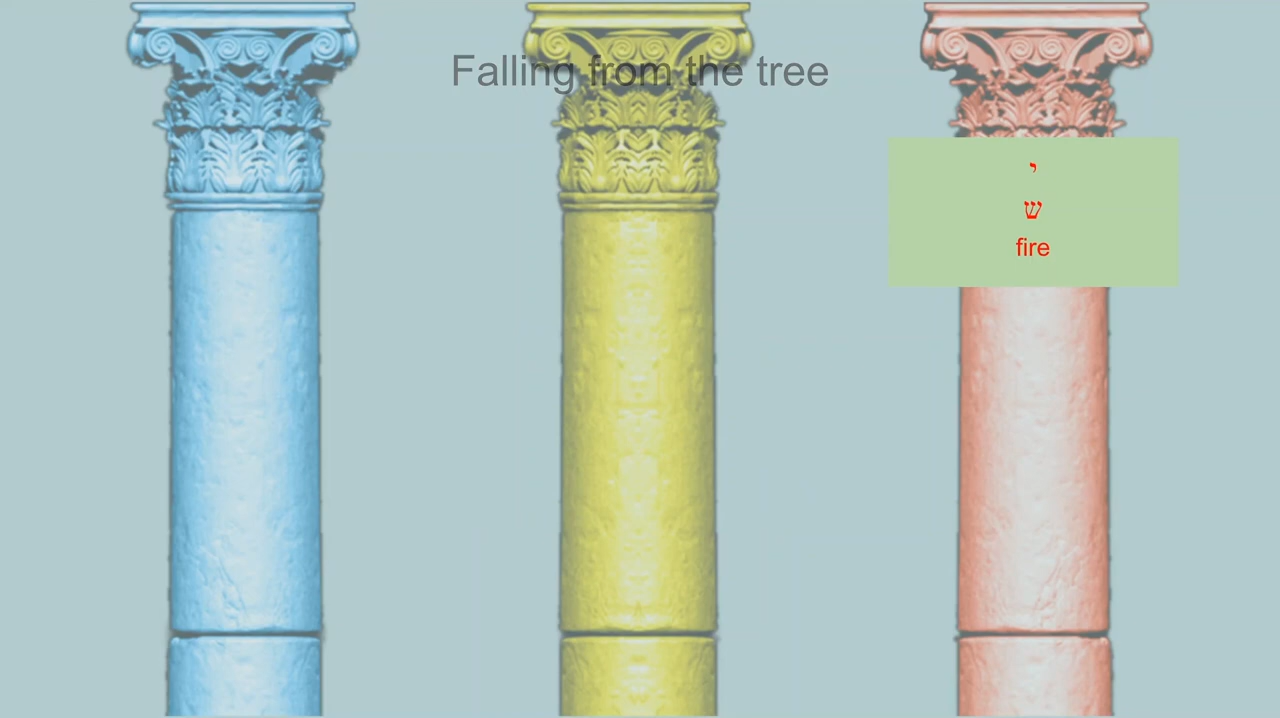 Falling from the tree
י
ש
fire